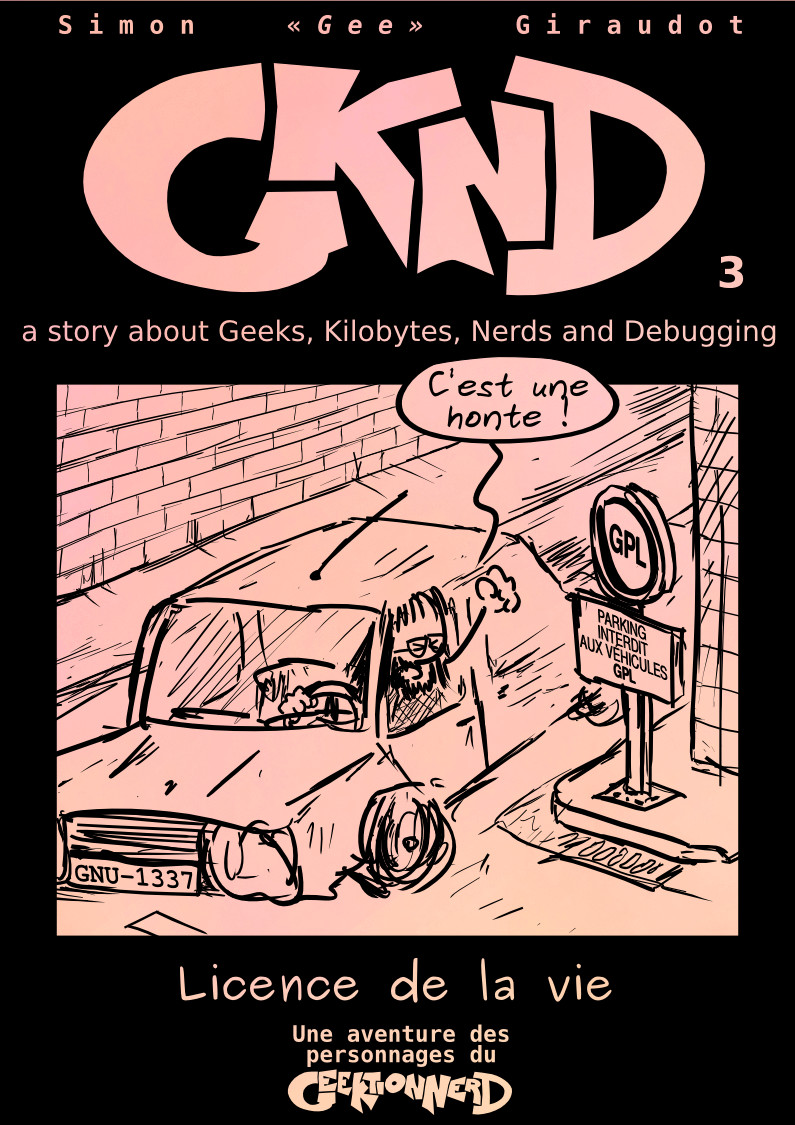 Simon «Gee» Giraudot
GKND
3
a story about Geeks, Kilobytes, Nerds and Debugging
C'est une
honte !
GPL
PARKING
INTERDIT
AUX VÉHICULES
GPL
GNU-1337
Licence de la vie
Une aventure des
personnages du
GEEKTIONNERD